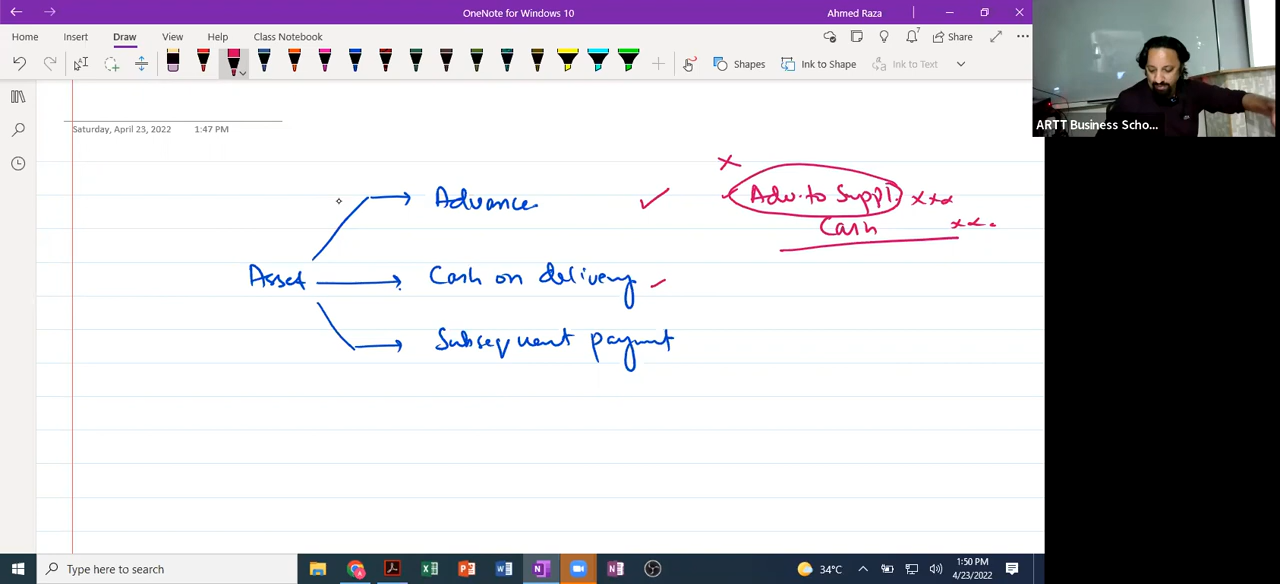 OneNote for Windows 10
Ahmed Raza
Home Insert Draw View Help Class Notebook
Share
Shapes Ink to Shape Ink to Text
ARTT Business Scho...
Saturday, April 23, 2022 1:47 PM
x
Advance ✓ Adv. to Suppl. xxx
Cash xxx
Asset Cash on delivery ✓
Subsequent paymnt
Type here to search
34°C
1:50 PM
4/23/2022